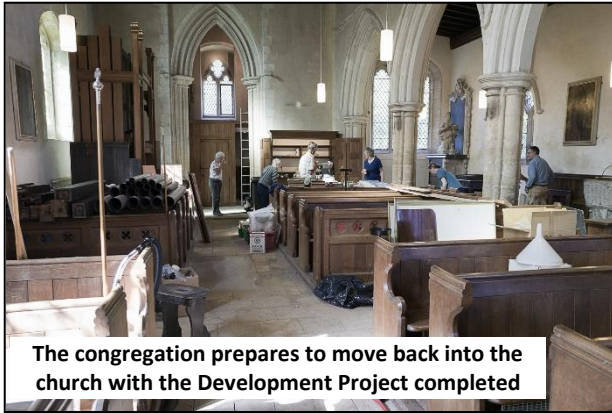 The congregation prepares to move back into the
church with the Development Project completed